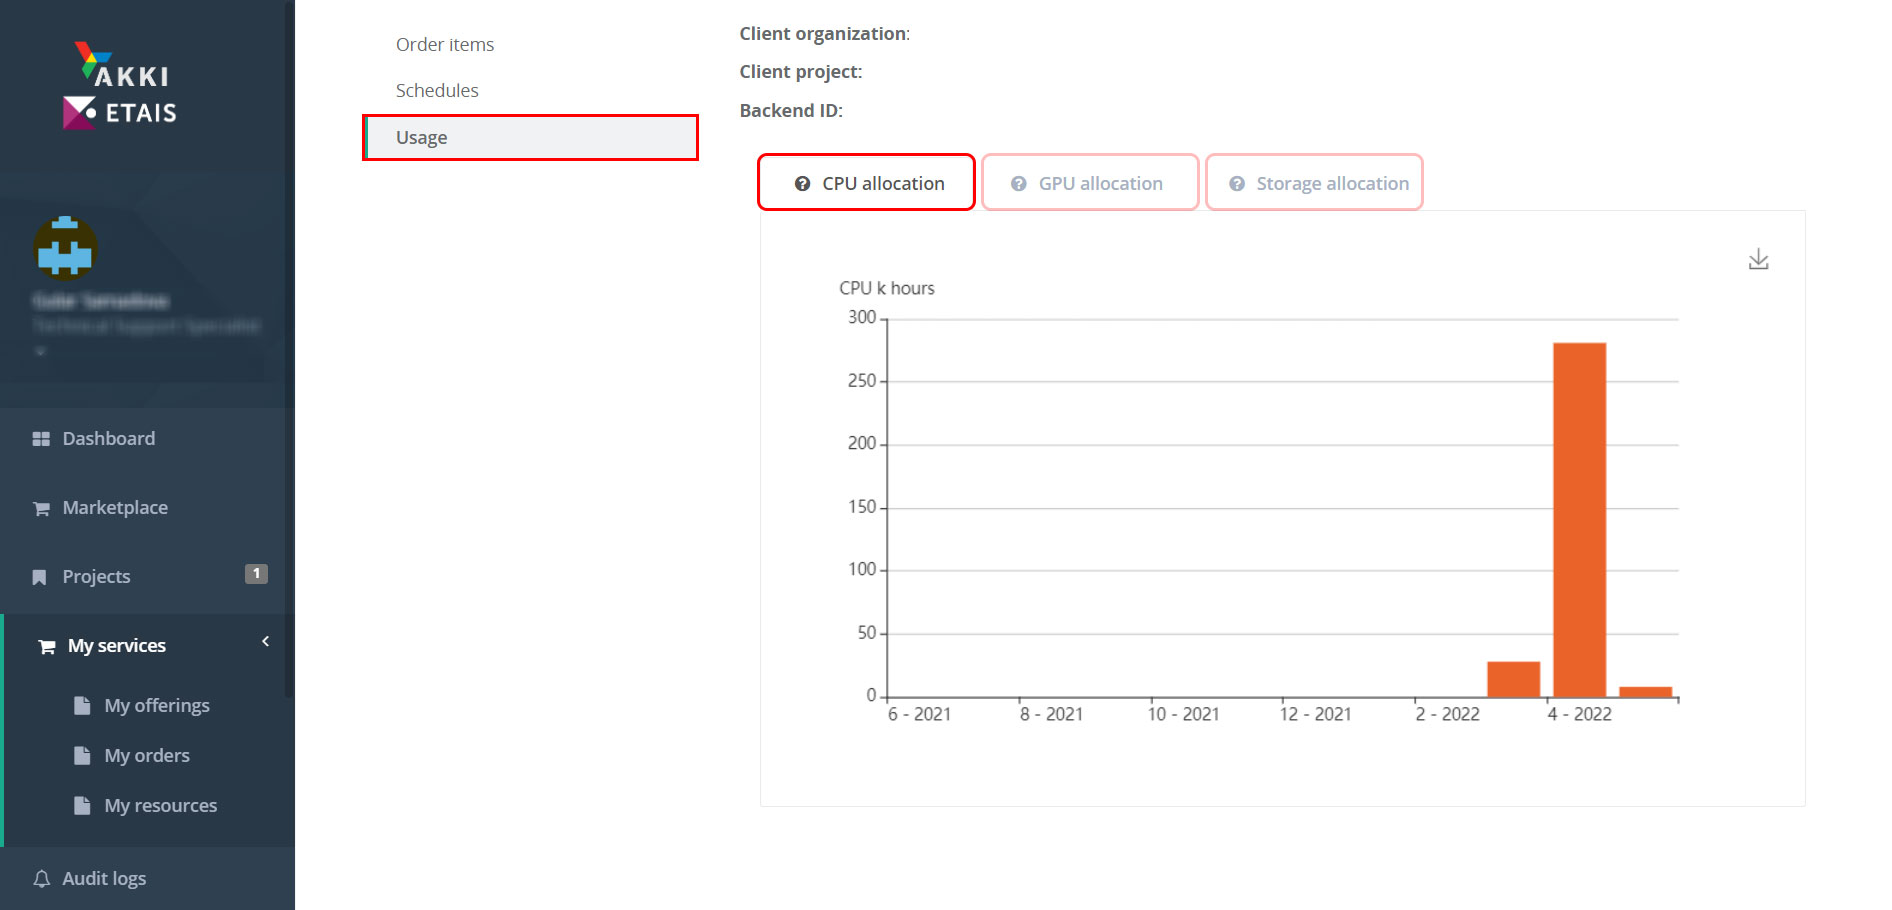 AKKI
ETAIS
Dashboard
Marketplace
Projects 1
My services
My offerings
My orders
My resources
Audit logs
Order items
Schedules
Usage
Client organization:
Client project:
Backend ID:
CPU allocation GPU allocation Storage allocation
CPU k hours
300
250
200
150
100
50
0
6 - 2021 8 - 2021 10 - 2021 12 - 2021 2 - 2022 4 - 2022